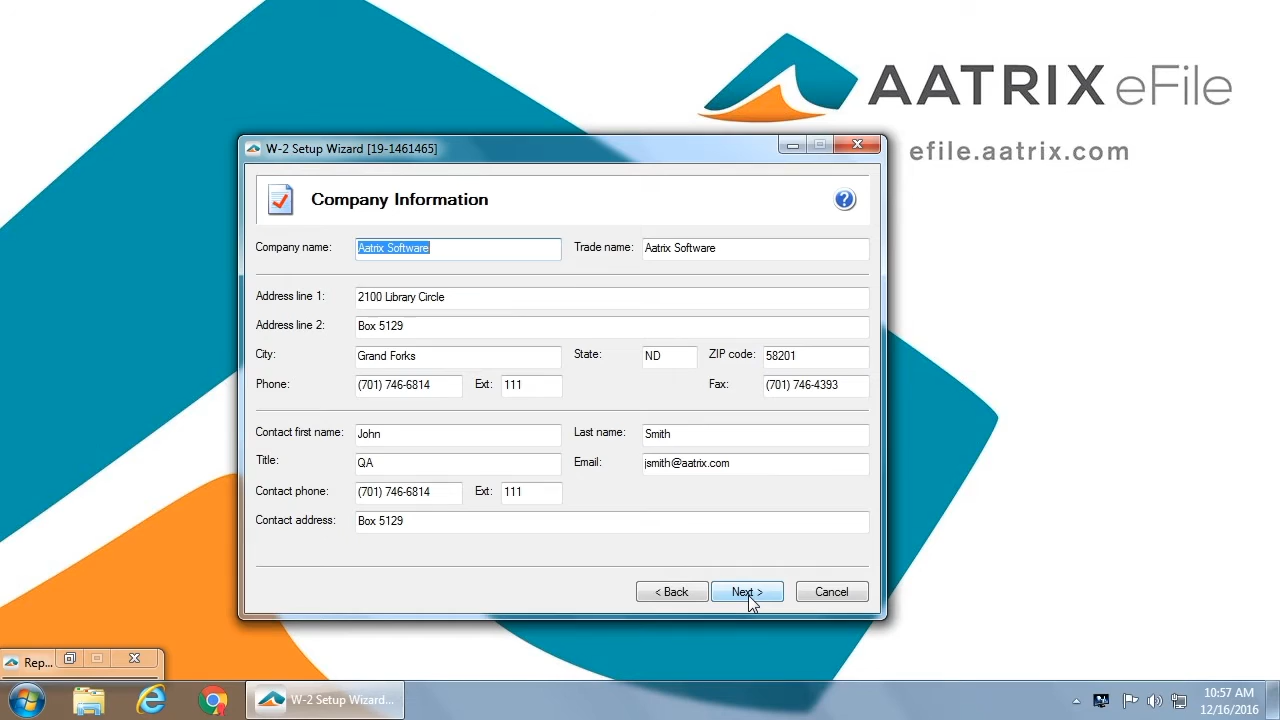 AATRIX eFile
efile.aatrix.com
W-2 Setup Wizard [19-1461465]
Company Information
?
Company name: Aatrix Software Trade name: Aatrix Software
Address line 1: 2100 Library Circle
Address line 2: Box 5129
City: Grand Forks State: ND ZIP code: 58201
Phone: (701) 746-6814 Ext: 111 Fax: (701) 746-4393
Contact first name: John Last name: Smith
Title: QA Email: jsmith@aatrix.com
Contact phone: (701) 746-6814 Ext: 111
Contact address: Box 5129
< Back Next > Cancel
Rep...
W-2 Setup Wizard...
10:57 AM
12/16/2016